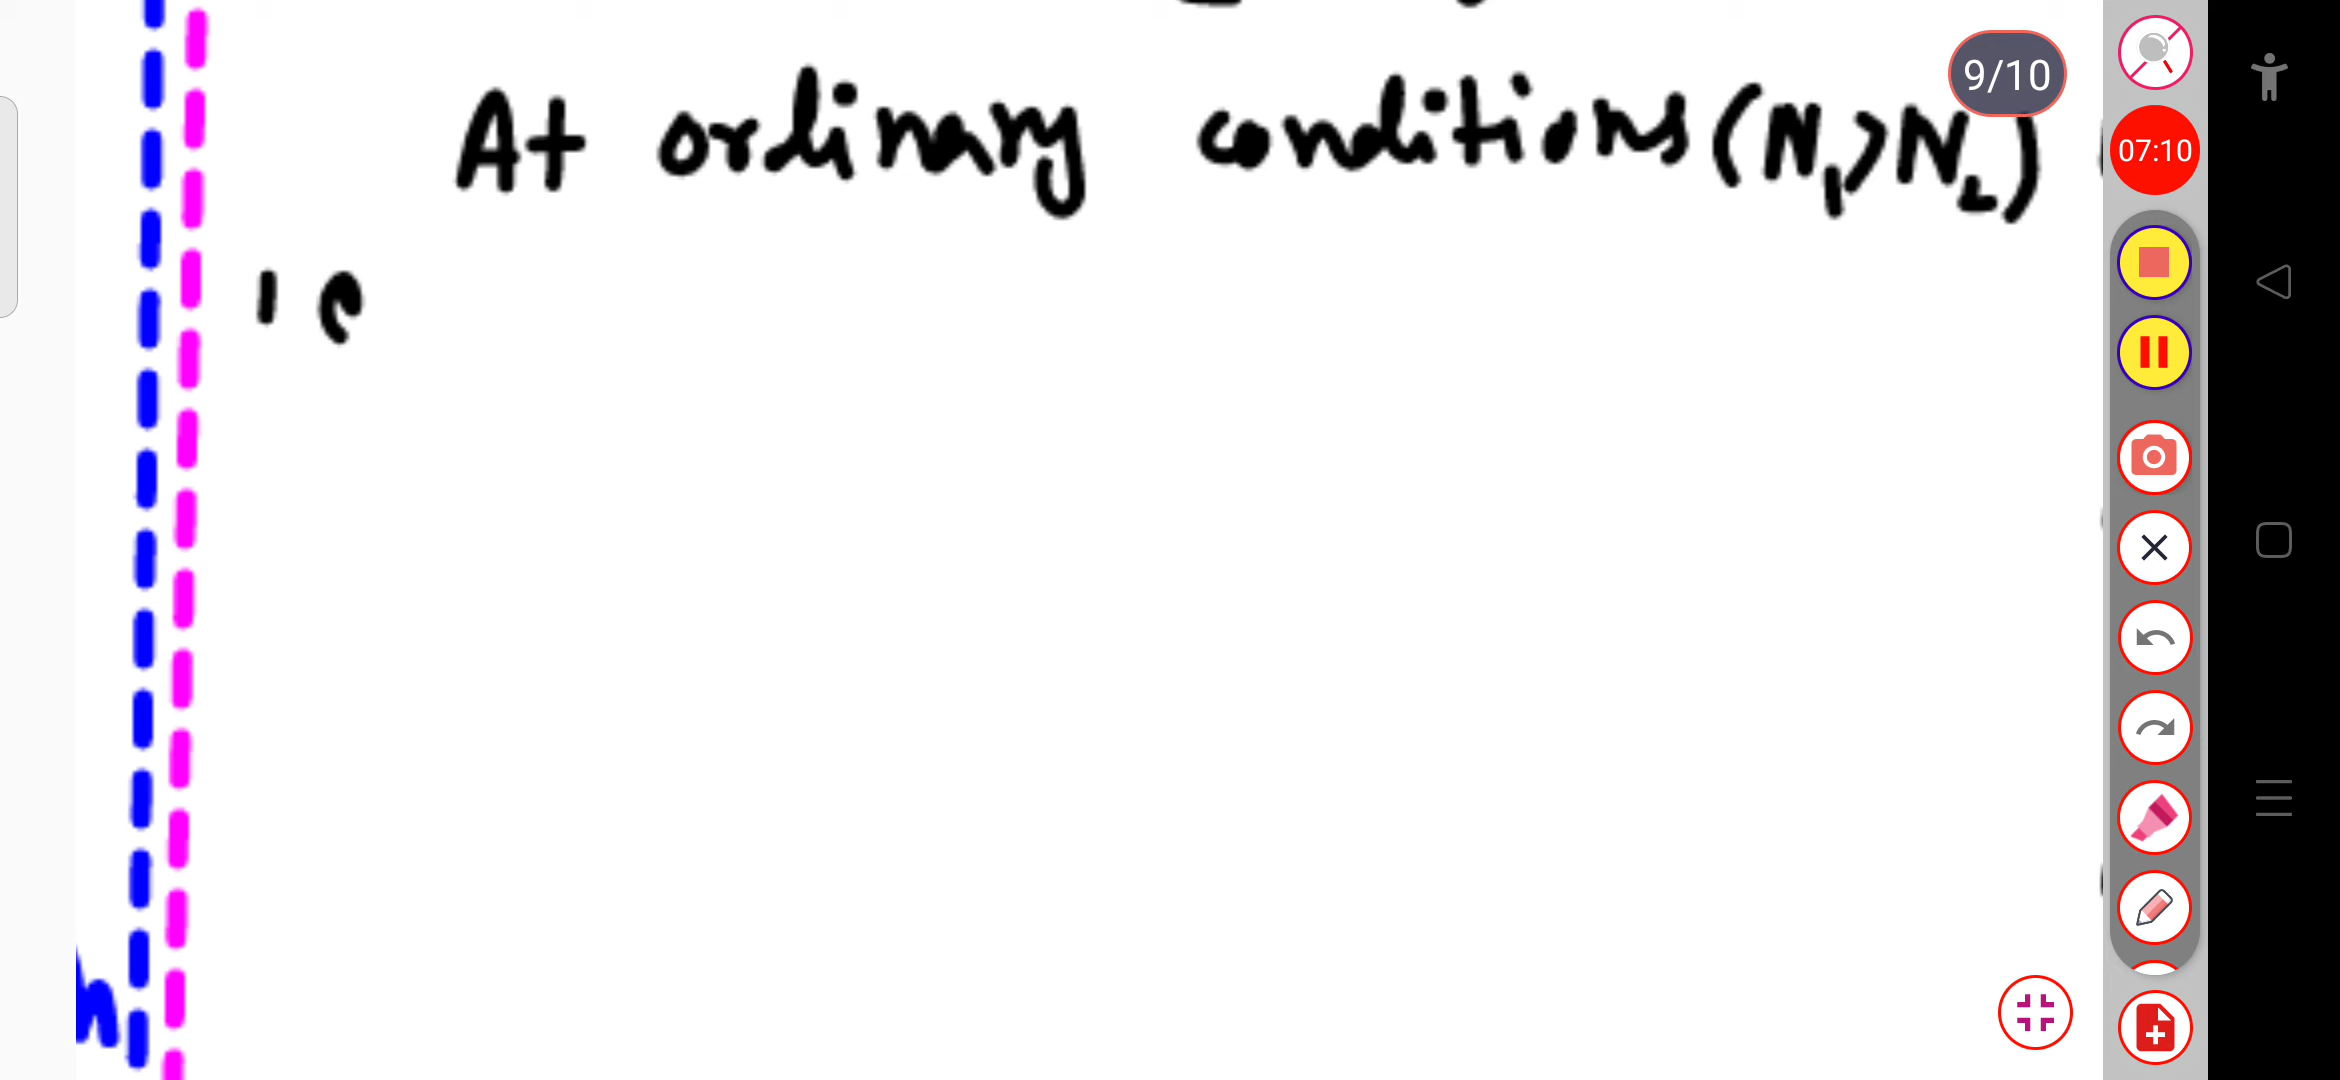 At ordinary conditions (N₁>N₂)
ie
h
9/10
07:10